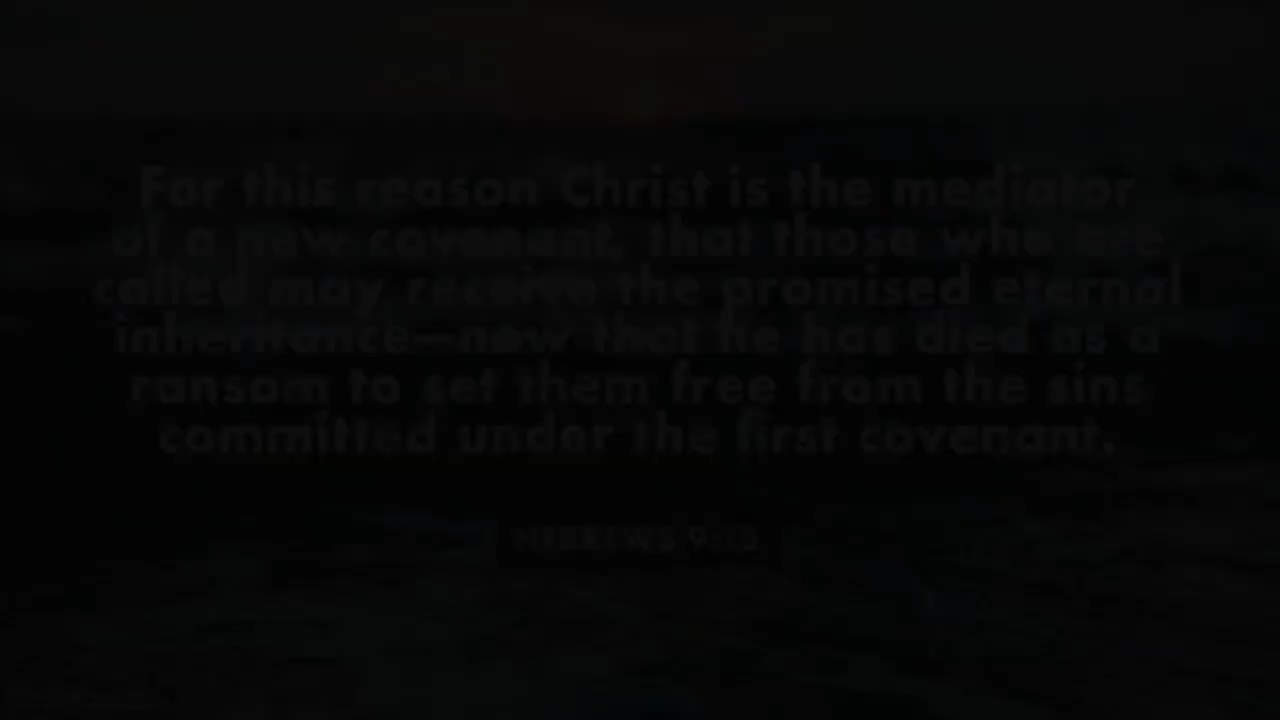 For this reason Christ is the mediator
of a new covenant, that those who are
called may receive the promised eternal
inheritance—now that he has died as a
ransom to set them free from the sins
committed under the first covenant.
HEBREWS 9:15